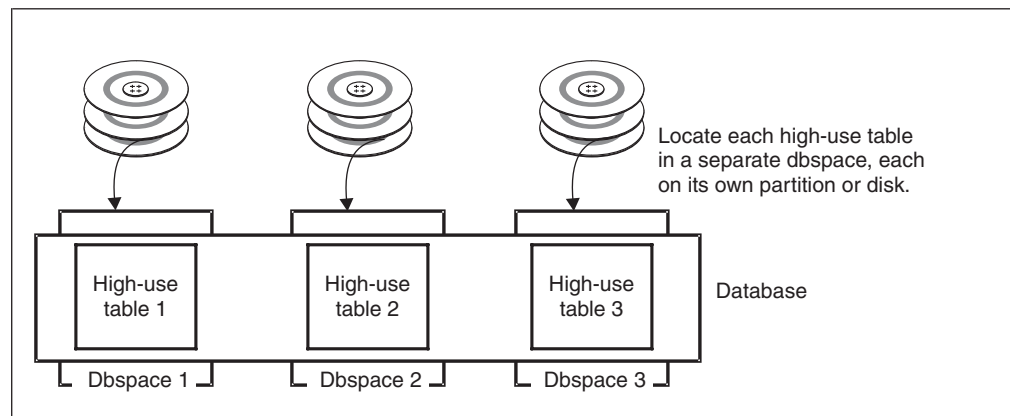 Locate each high-use table
in a separate dbspace, each
on its own partition or disk.
High-use
table 1
High-use
table 2
High-use
table 3
Database
Dbspace 1
Dbspace 2
Dbspace 3